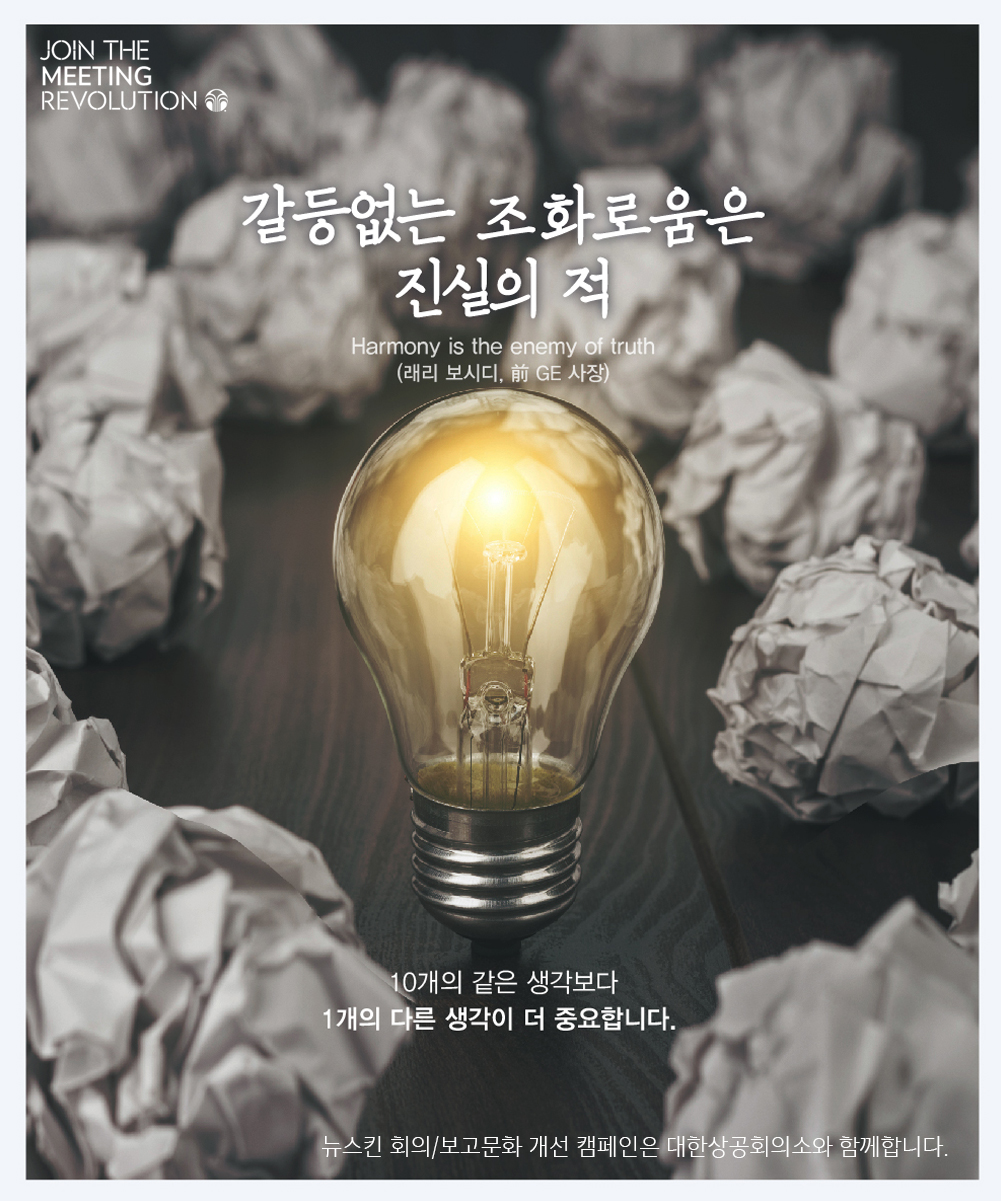 JOIN THE
MEETING
REVOLUTION
갈등없는 조화로움은
진실의 적
Harmony is the enemy of truth
(래리 보시디, 前 GE 사장)
10개의 같은 생각보다
1개의 다른 생각이 더 중요합니다.
뉴스킨 회의/보고문화 개선 캠페인은 대한상공회의소와 함께합니다.